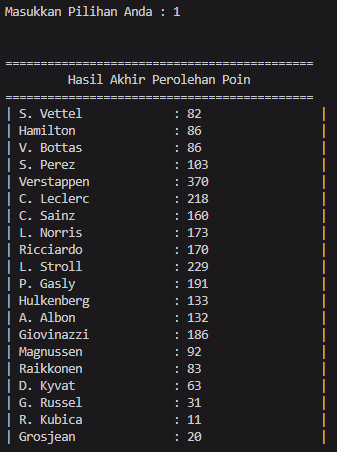 Masukkan Pilihan Anda : 1
============================================
Hasil Akhir Perolehan Poin
============================================
| S. Vettel : 82 |
| Hamilton : 86 |
| V. Bottas : 86 |
| S. Perez : 103 |
| Verstappen : 370 |
| C. Leclerc : 218 |
| C. Sainz : 160 |
| L. Norris : 173 |
| Ricciardo : 170 |
| L. Stroll : 229 |
| P. Gasly : 191 |
| Hulkenberg : 133 |
| A. Albon : 132 |
| Giovinazzi : 186 |
| Magnussen : 92 |
| Raikkonen : 83 |
| D. Kyvat : 63 |
| G. Russel : 31 |
| R. Kubica : 11 |
| Grosjean : 20 |